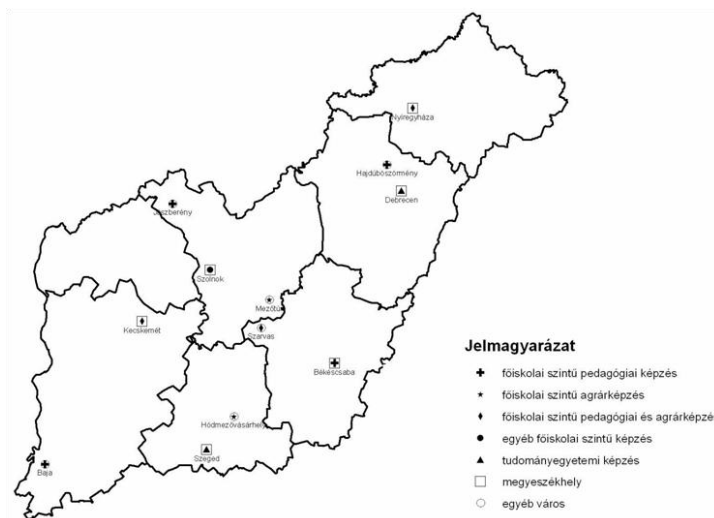 Nyíregyháza
Hajdúböszörmény
Debrecen
Jászberény
Szolnok
Mezőtúr
Kecskemét
Szarvas
Békéscsaba
Hódmezővásárhely
Szeged
Baja
Jelmagyarázat
főiskolai szintű pedagógiai képzés
főiskolai szintű agrárképzés
főiskolai szintű pedagógiai és agrárképzés
egyéb főiskolai szintű képzés
tudományegyetemi képzés
megyeszékhely
egyéb város